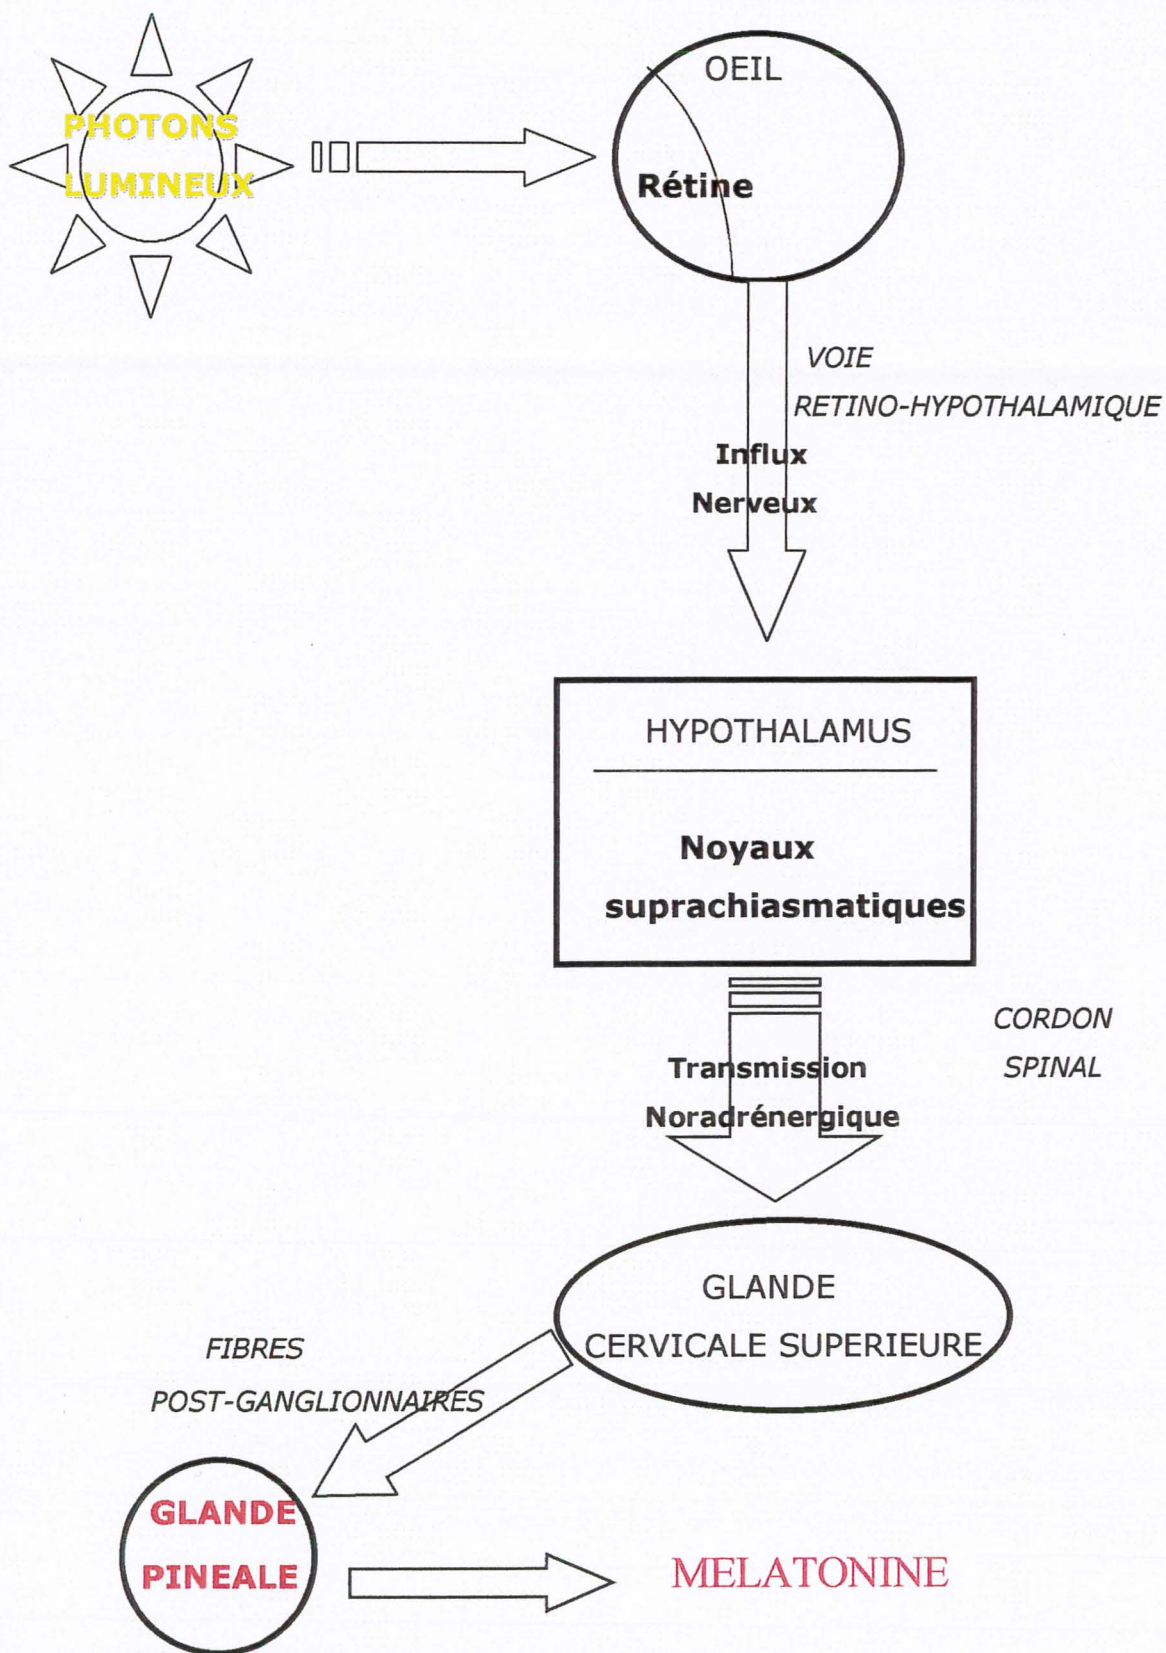 PHOTONS
LUMINEUX
OEIL
Rétine
VOIE
RETINO-HYPOTHALAMIQUE
Influx
Nerveux
HYPOTHALAMUS
Noyaux
suprachiasmatiques
CORDON
SPINAL
Transmission
Noradrénergique
GLANDE
CERVICALE SUPERIEURE
FIBRES
POST-GANGLIONNAIRES
GLANDE
PINEALE
MELATONINE